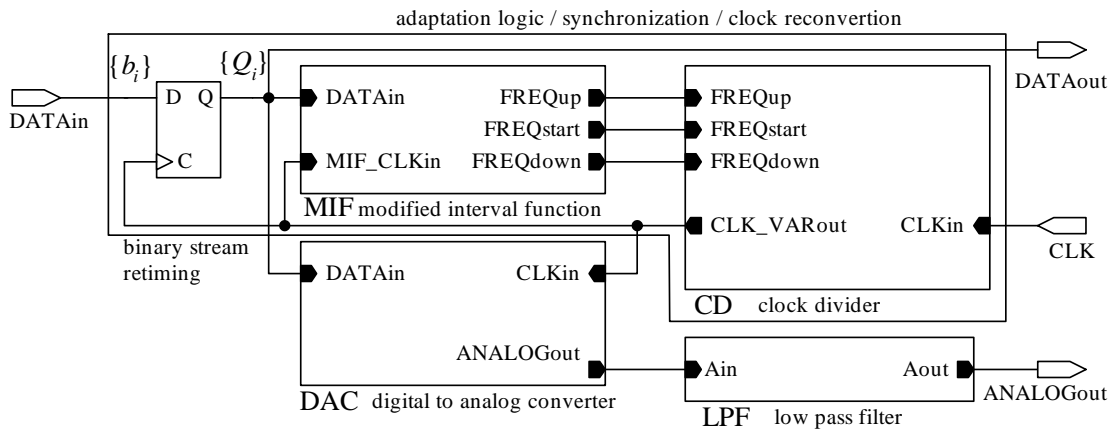 adaptation logic / synchronization / clock reconvertion
{b_i}
{Q_i}
DATAin
D Q
C
DATAin
MIF_CLKin
FREQup
FREQstart
FREQdown
MIF modified interval function
FREQup
FREQstart
FREQdown
CLK_VARout
CLKin
CD clock divider
DATAout
CLK
binary stream
retiming
DATAin
CLKin
ANALOGout
DAC digital to analog converter
Ain
Aout
LPF low pass filter
ANALOGout